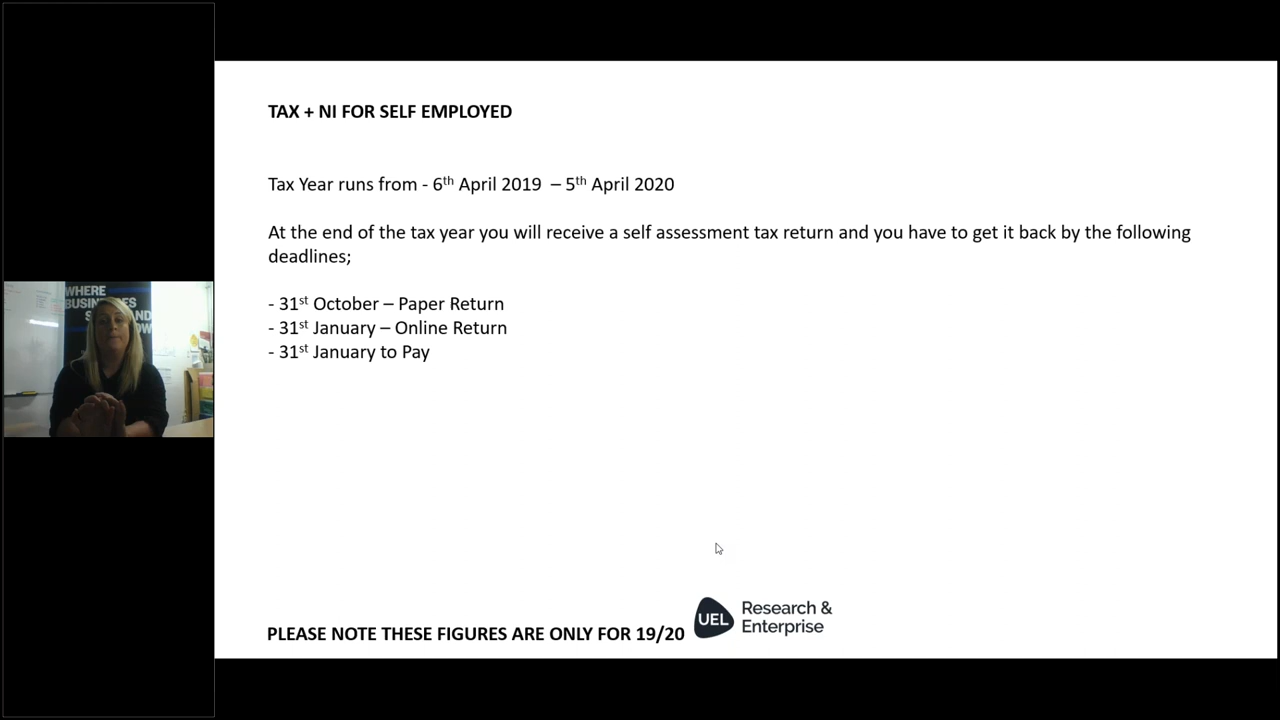 TAX + NI FOR SELF EMPLOYED
Tax Year runs from - 6th April 2019 – 5th April 2020
At the end of the tax year you will receive a self assessment tax return and you have to get it back by the following
deadlines;
- 31st October – Paper Return
- 31st January – Online Return
- 31st January to Pay
WHERE
PLEASE NOTE THESE FIGURES ARE ONLY FOR 19/20
UEL Research &
Enterprise